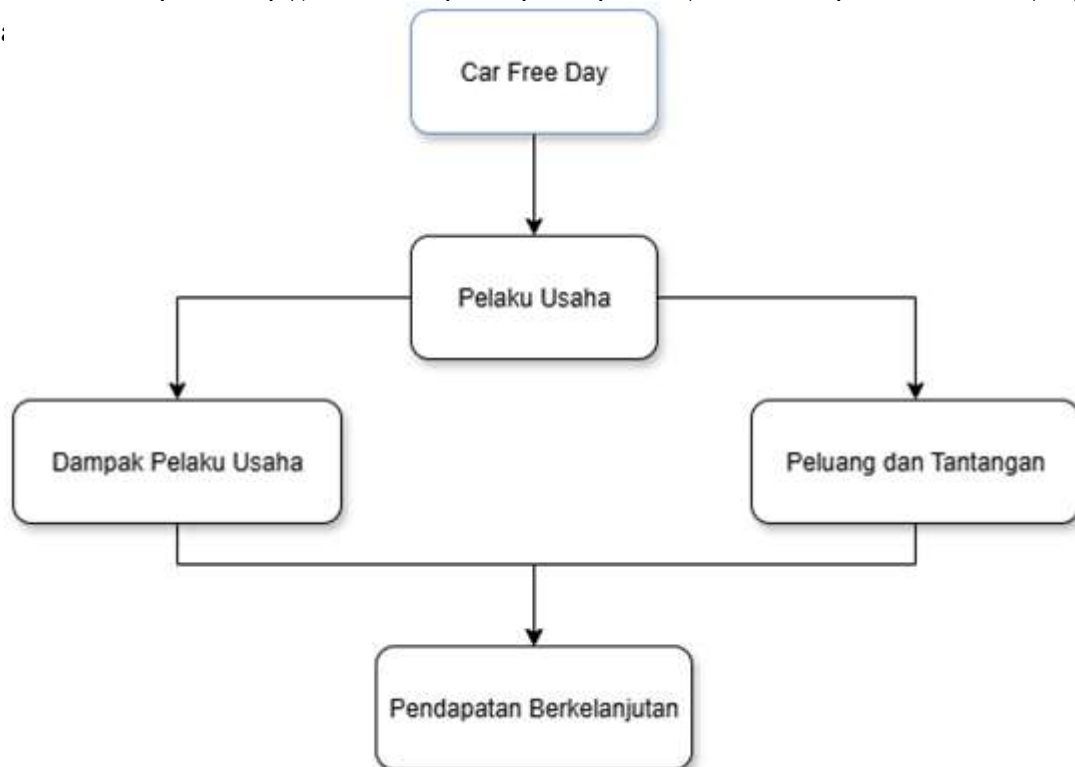 Car Free Day
Pelaku Usaha
Dampak Pelaku Usaha
Peluang dan Tantangan
Pendapatan Berkelanjutan